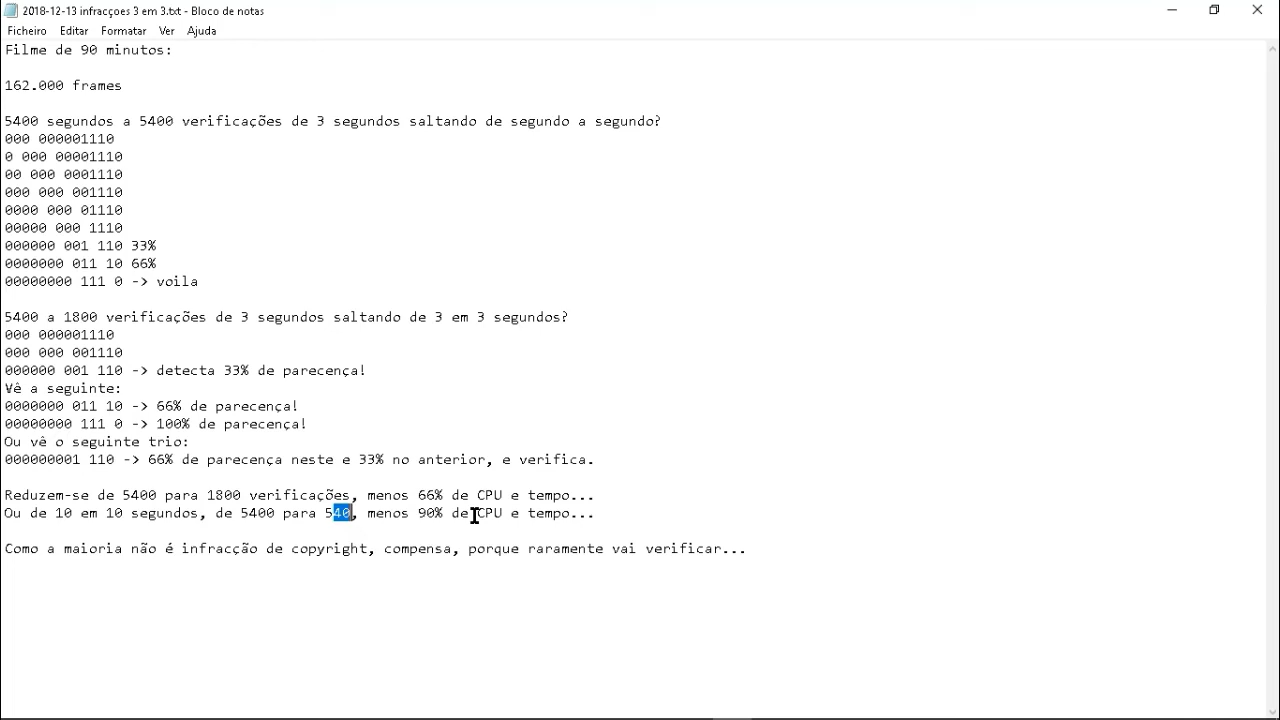 2018-12-13 infracçoes 3 em 3.txt - Bloco de notas
Ficheiro Editar Formatar Ver Ajuda
Filme de 90 minutos:
162.000 frames
5400 segundos a 5400 verificações de 3 segundos saltando de segundo a segundo?
000 000001110
0 000 00001110
00 000 0001110
000 000 001110
0000 000 01110
00000 000 1110
000000 001 110 33%
0000000 011 10 66%
00000000 111 0 -> voila
5400 a 1800 verificações de 3 segundos saltando de 3 em 3 segundos?
000 000001110
000 000 001110
000000 001 110 -> detecta 33% de parecença!
Vê a seguinte:
0000000 011 10 -> 66% de parecença!
00000000 111 0 -> 100% de parecença!
Ou vê o seguinte trio:
000000001 110 -> 66% de parecença neste e 33% no anterior, e verifica.
Reduzem-se de 5400 para 1800 verificações, menos 66% de CPU e tempo...
Ou de 10 em 10 segundos, de 5400 para 540, menos 90% de CPU e tempo...
Como a maioria não é infracção de copyright, compensa, porque raramente vai verificar...